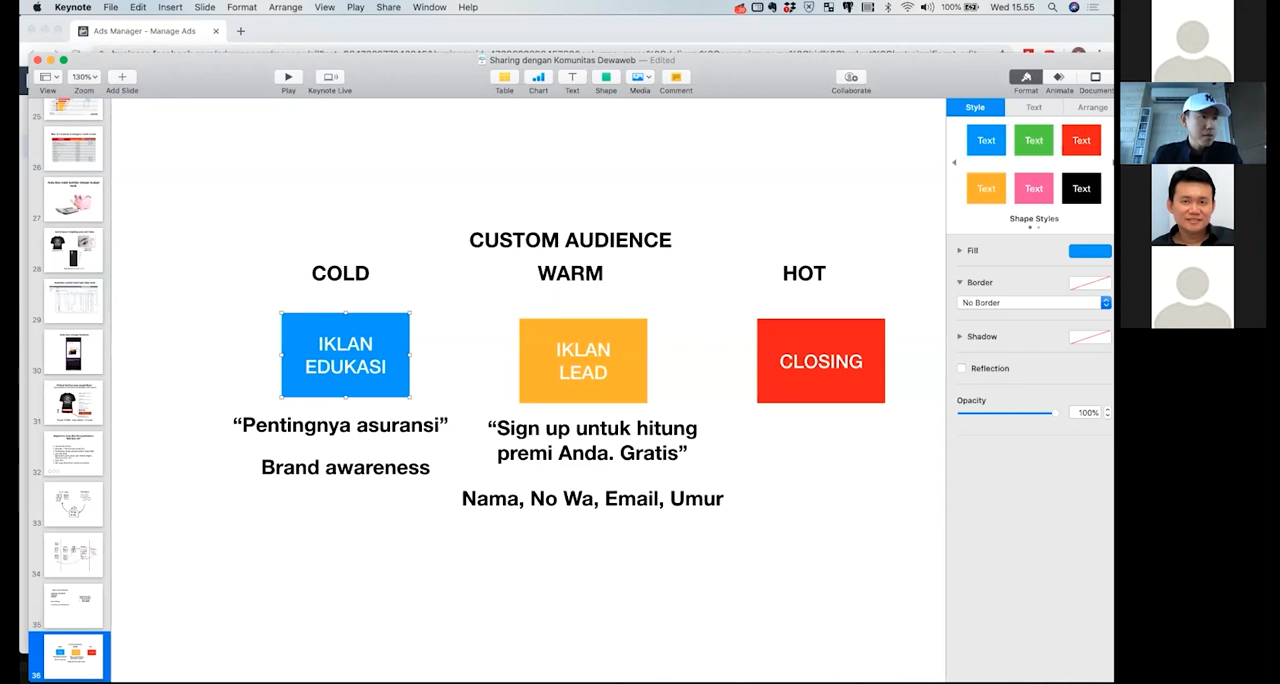 Keynote File Edit Insert Slide Format Arrange View Play Share Window Help
100% Wed 15.55
Ads Manager - Manage Ads
Sharing dengan Komunitas Dewaweb — Edited
130%
View Zoom Add Slide Play Keynote Live Table Chart Text Shape Media Comment Collaborate Format Animate Document
25
26
27
28
29
30
31
32
33
34
35
36
CUSTOM AUDIENCE
COLD WARM HOT
IKLAN
EDUKASI
IKLAN
LEAD
CLOSING
“Pentingnya asuransi”
Brand awareness
“Sign up untuk hitung
premi Anda. Gratis”
Nama, No Wa, Email, Umur
Style Text Arrange
Text Text Text
Text Text Text
Shape Styles
Fill
Border
No Border
Shadow
Reflection
Opacity
100%